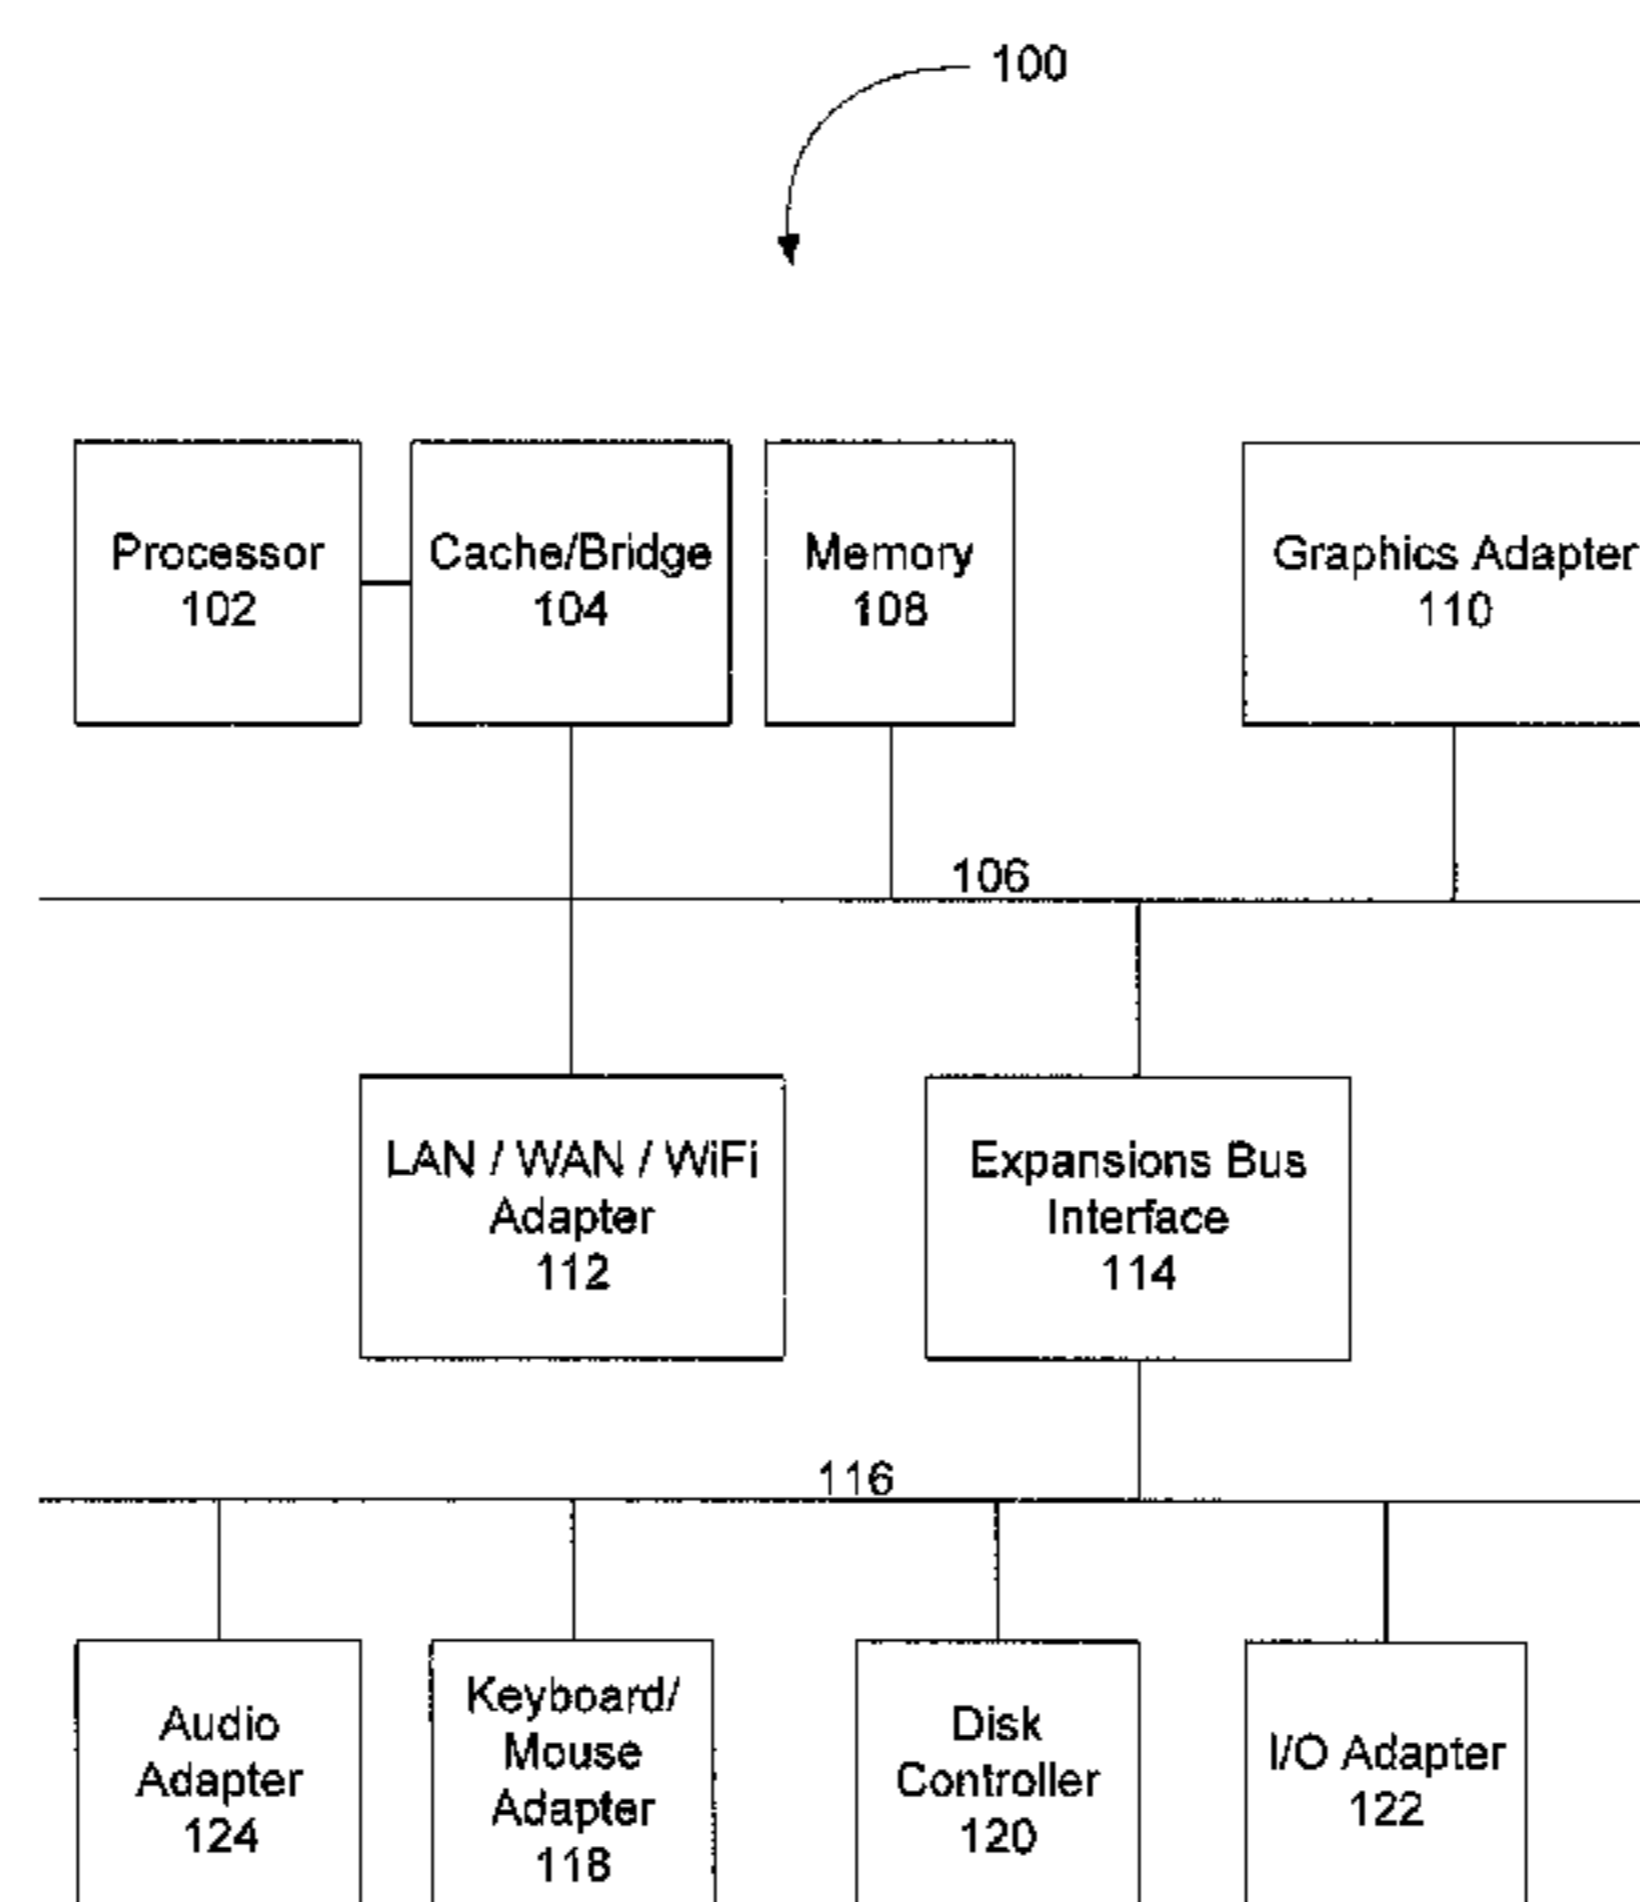 100
Processor
102
Cache/Bridge
104
Memory
108
Graphics Adapter
110
106
LAN / WAN / WiFi
Adapter
112
Expansions Bus
Interface
114
116
Audio
Adapter
124
Keyboard/
Mouse
Adapter
118
Disk
Controller
120
I/O Adapter
122